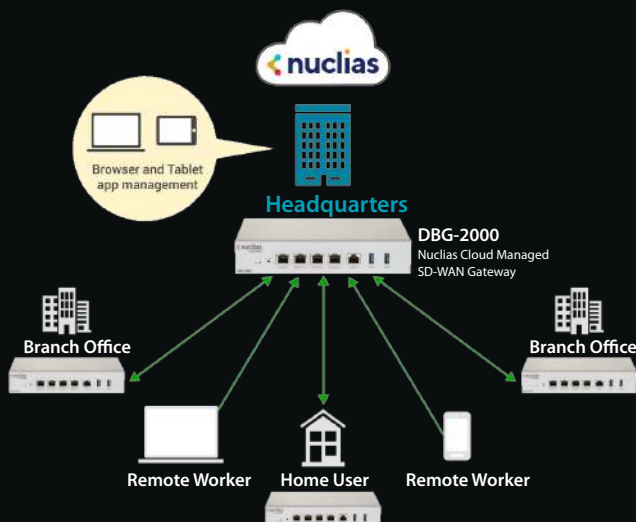 nuclias
Browser and Tablet
app management
Headquarters
nuclias
DBG-2000
Nuclias Cloud Managed
SD-WAN Gateway
Branch Office
Branch Office
Remote Worker
Home User
Remote Worker